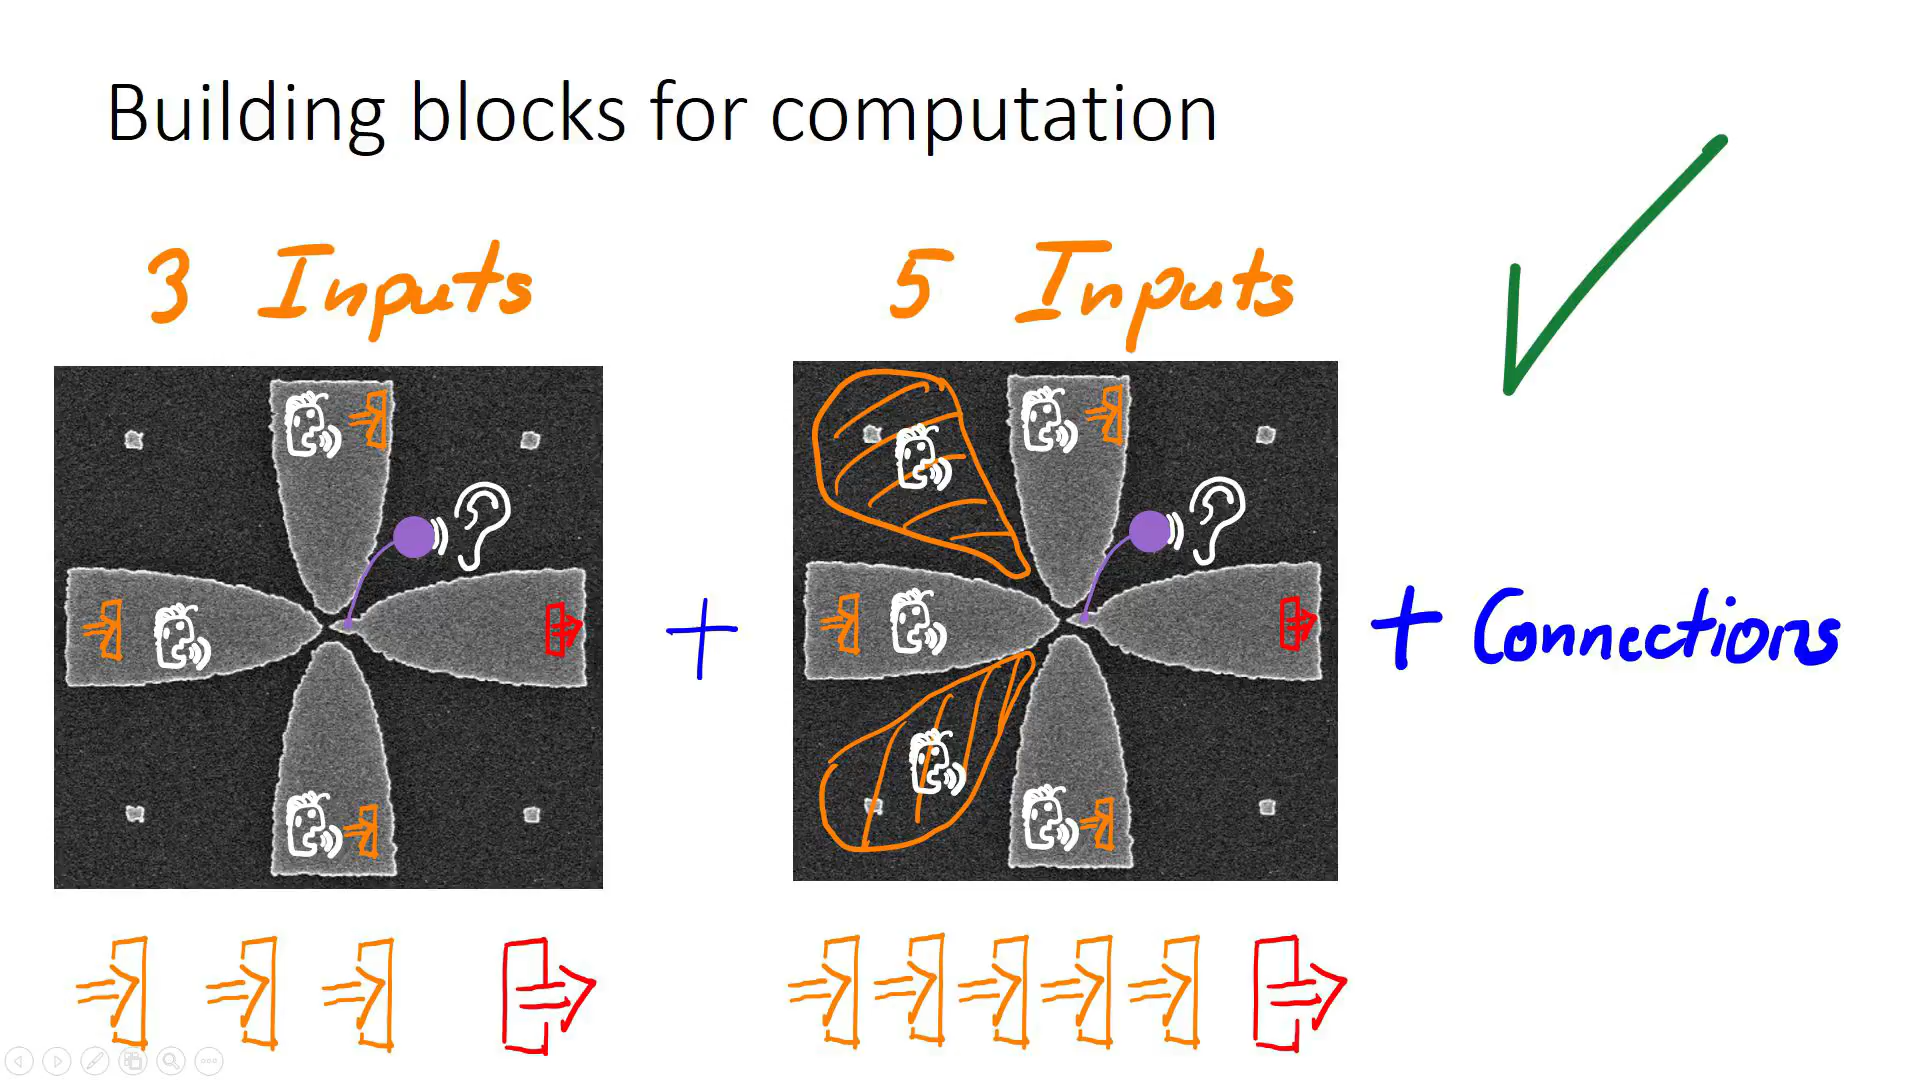 Building blocks for computation
3 Inputs
5 Inputs
+
+ Connections